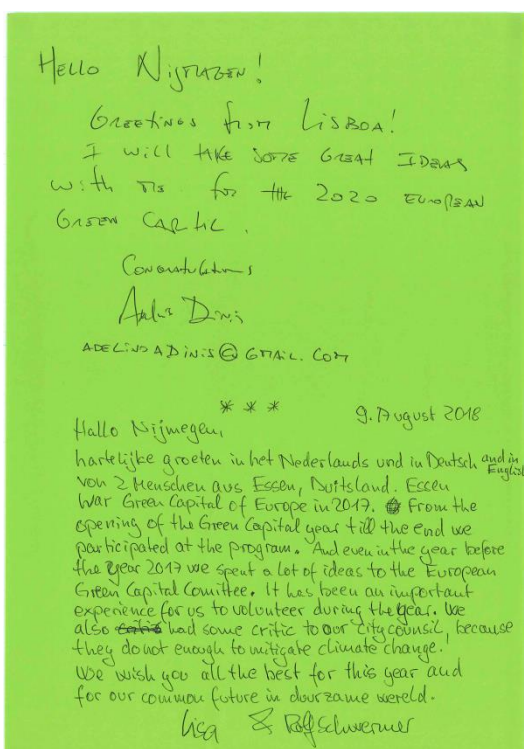 HELLO NIJMEGEN!
GREETINGS from LISBOA!
I will TAKE SOME GREAT IDEAS
with ME for the 2020 EUROPEAN
GREEN CAPITAL.
Congratulations
Dinis
ADELINOADINIS@GMAIL.COM
* * *
9. August 2018
Hallo Nijmegen,
hartelijke groeten in het Nederlands und in Deutsch and in English
von 2 Menschen aus Essen, Duitsland. Essen
war Green Capital of Europe in 2017. From the
opening of the Green Capital year till the end we
participated at the program. And even in the year before
the year 2017 we spent a lot of ideas to the European
Green Capital Comittee. It has been an important
experience for us to volunteer during the year. We
also had some critic to our city counsil, because
they do not enough to mitigate climate change!
We wish you all the best for this year and
for our common future in duurzame wereld.
Lisa & Rolf Schwermer